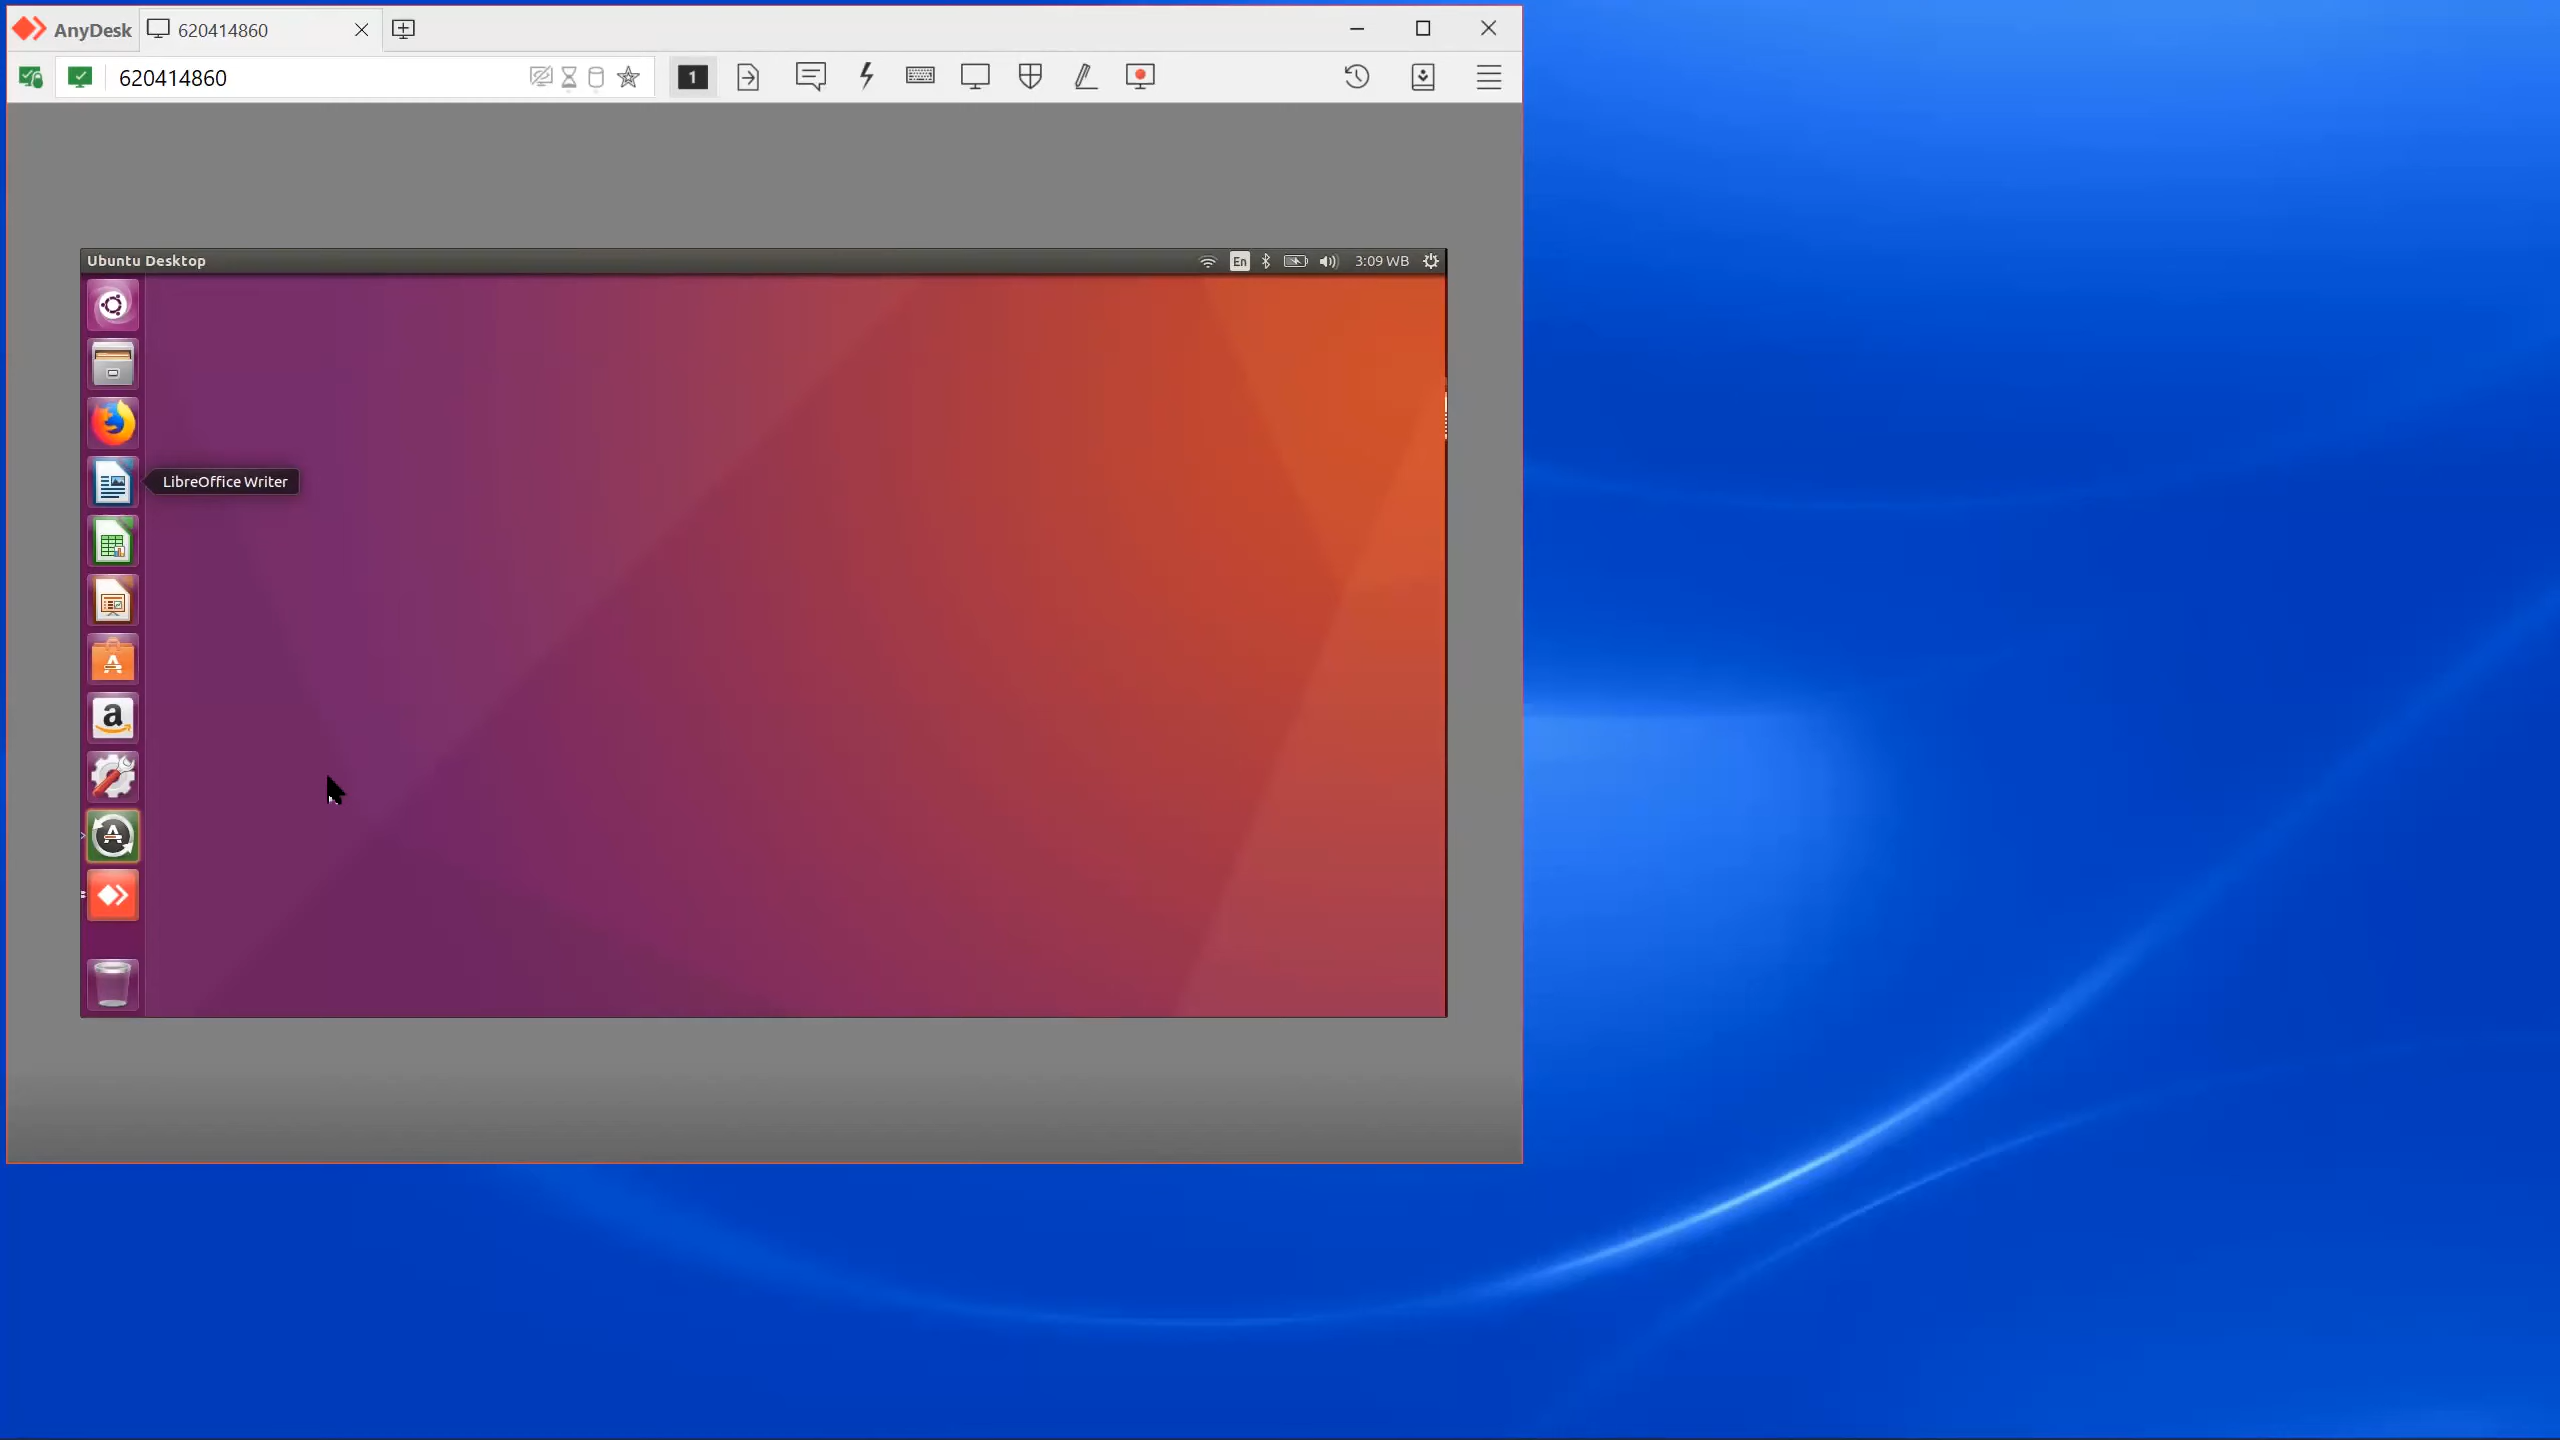 AnyDesk 620414860
620414860 1
Ubuntu Desktop En 3:09 WB
LibreOffice Writer